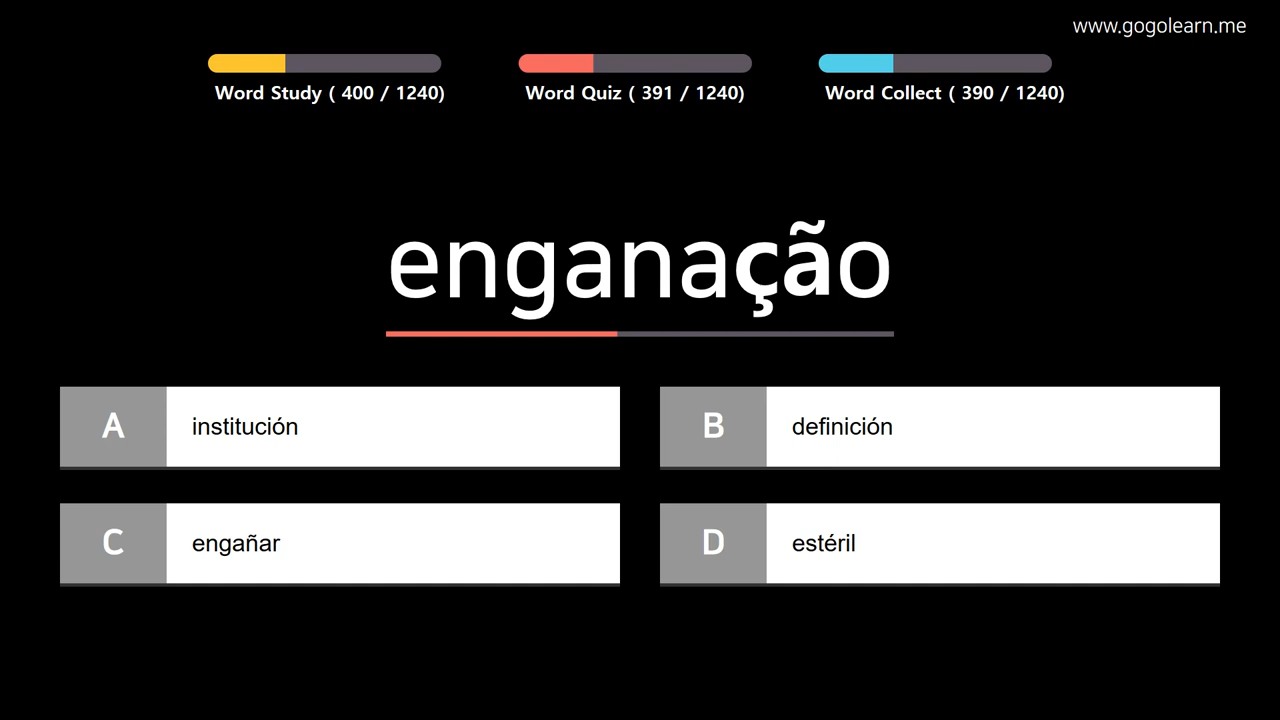 www.gogolearn.me
Word Study ( 400 / 1240)
Word Quiz ( 391 / 1240)
Word Collect ( 390 / 1240)
enganação
A institución
B definición
C engañar
D estéril